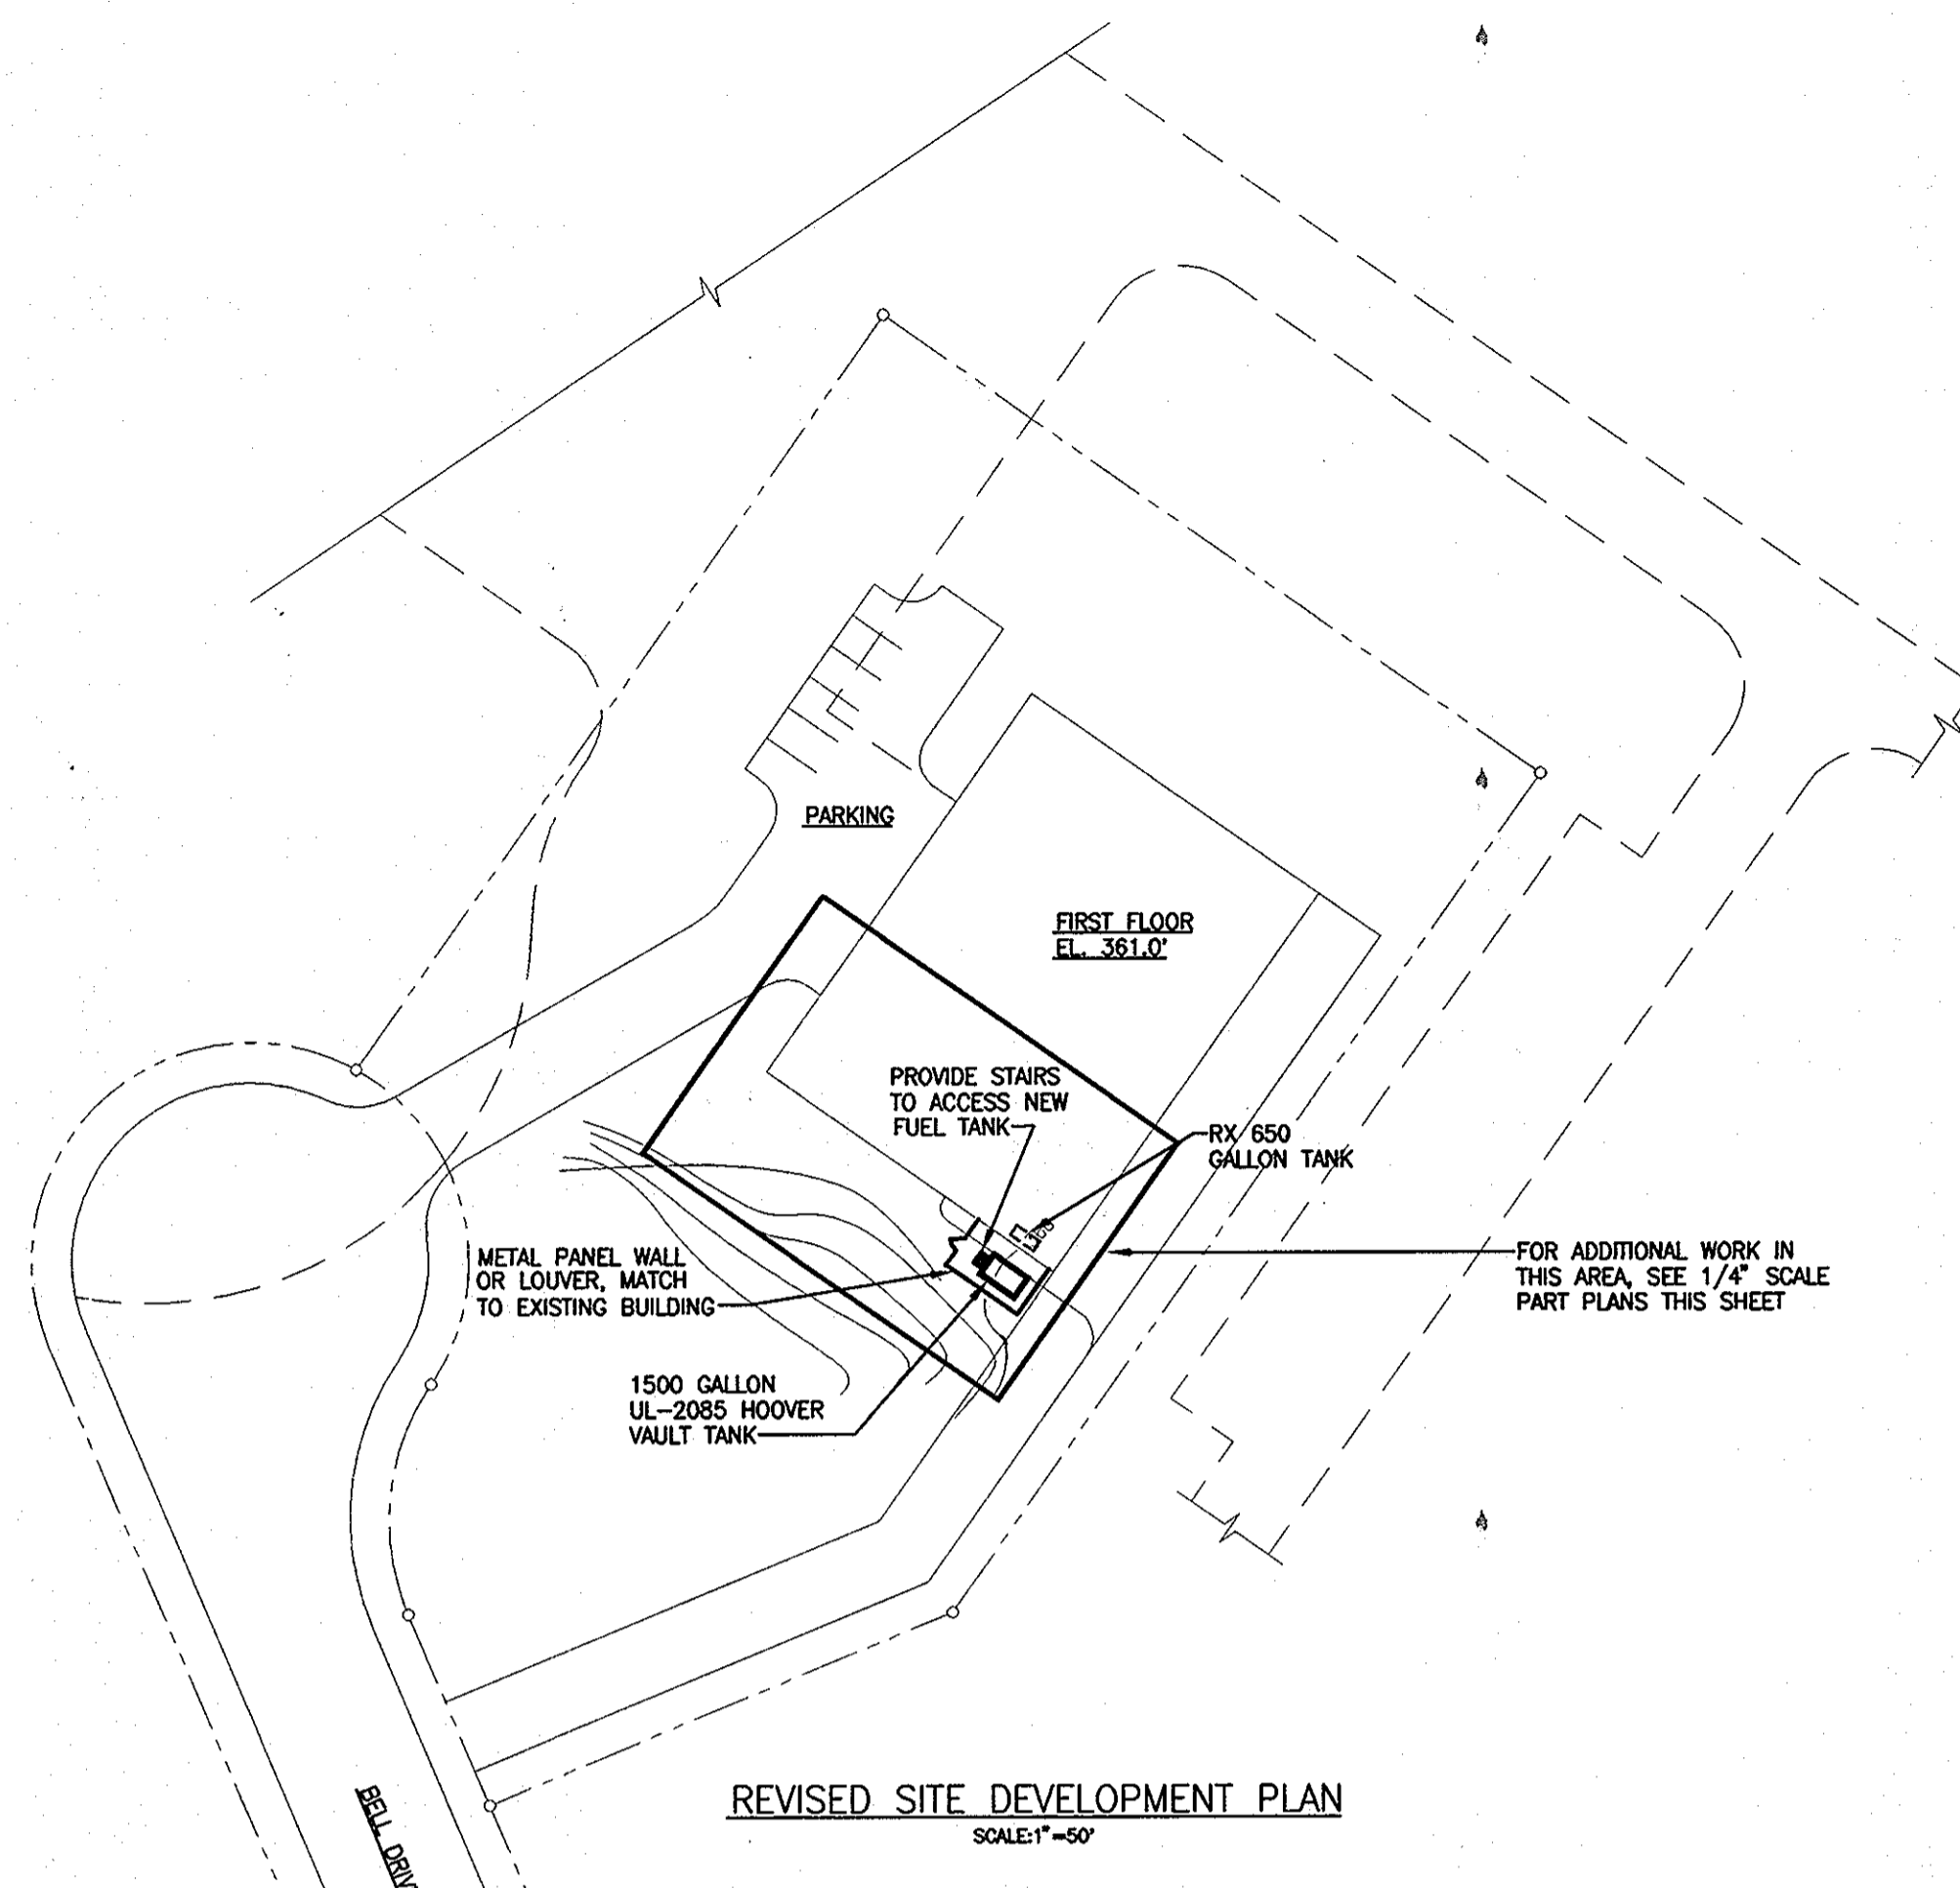 PARKING
FIRST FLOOR
EL. 361.0'
PROVIDE STAIRS
TO ACCESS NEW
FUEL TANK
RX 650
GALLON TANK
METAL PANEL WALL
OR LOUVER, MATCH
TO EXISTING BUILDING
FOR ADDITIONAL WORK IN
THIS AREA, SEE 1/4" SCALE
PART PLANS THIS SHEET
1500 GALLON
UL-2085 HOOVER
VAULT TANK
BELL DRIV
REVISED SITE DEVELOPMENT PLAN
SCALE:1"=50'